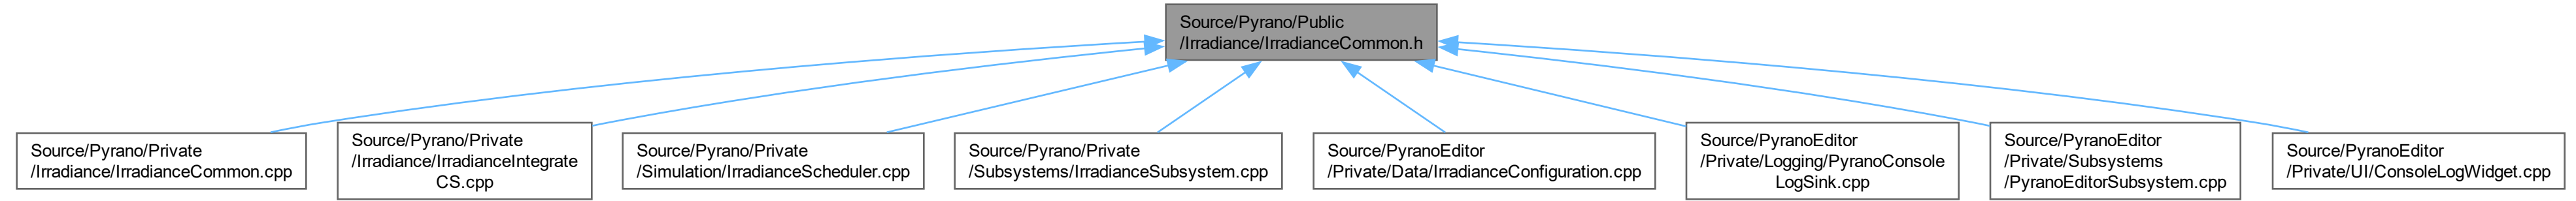 Source/Pyrano/Public
/Irradiance/IrradianceCommon.h
Source/Pyrano/Private
/Irradiance/IrradianceCommon.cpp
Source/Pyrano/Private
/Irradiance/IrradianceIntegrate
CS.cpp
Source/Pyrano/Private
/Simulation/IrradianceScheduler.cpp
Source/Pyrano/Private
/Subsystems/IrradianceSubsystem.cpp
Source/PyranoEditor
/Private/Data/IrradianceConfiguration.cpp
Source/PyranoEditor
/Private/Logging/PyranoConsole
LogSink.cpp
Source/PyranoEditor
/Private/Subsystems
/PyranoEditorSubsystem.cpp
Source/PyranoEditor
/Private/UI/ConsoleLogWidget.cpp